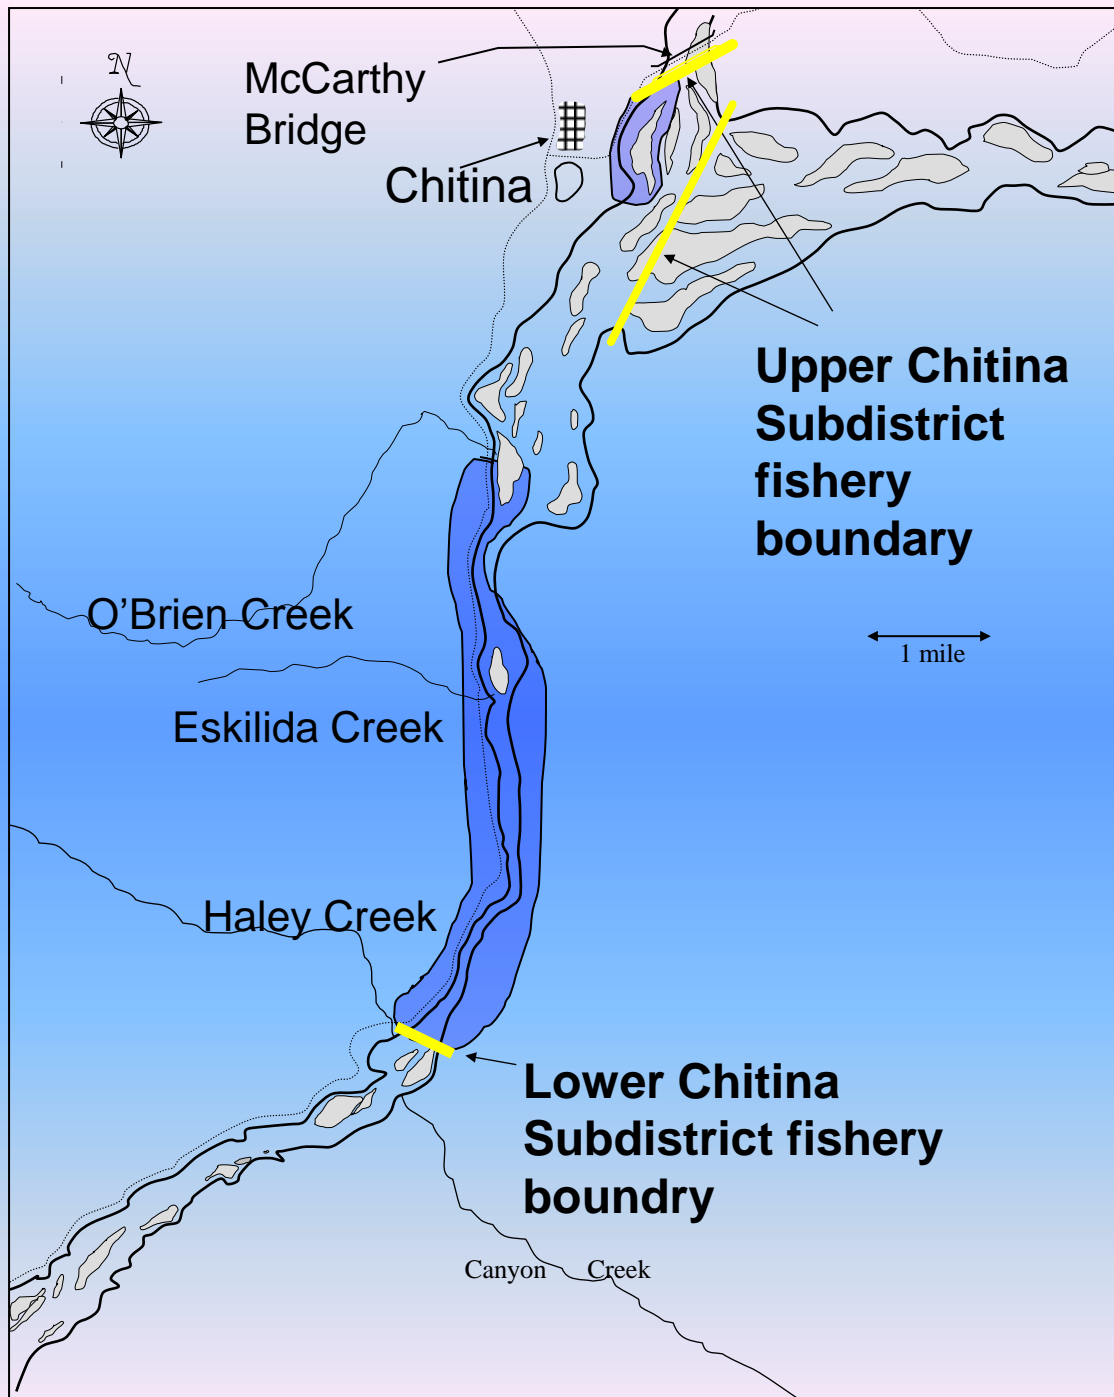 N
McCarthy
Bridge
Chitina
Upper Chitina
Subdistrict
fishery
boundary
O’Brien Creek
1 mile
Eskilida Creek
Haley Creek
Lower Chitina
Subdistrict fishery
boundry
Canyon Creek